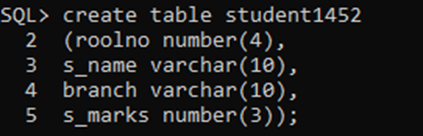 SQL> create table student1452
2 (roolno number(4),
3 s_name varchar(10),
4 branch varchar(10),
5 s_marks number(3));